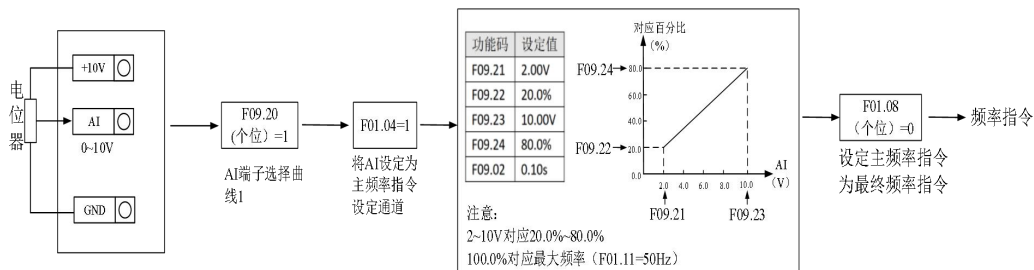 电位器
+10V
AI
0~10V
GND
F09.20
(个位)=1
AI端子选择曲
线1
F01.04=1
将AI设定为
主频率指令
设定通道
功能码 设定值
F09.21 2.00V
F09.22 20.0%
F09.23 10.00V
F09.24 80.0%
F09.02 0.10s
对应百分比
(%)
F09.24 80.0
60.0
40.0
F09.22 20.0
AI
(V)
2.0 4.0 6.0 8.0 10.0
F09.21 F09.23
注意:
2~10V对应20.0%~80.0%
100.0%对应最大频率(F01.11=50Hz)
F01.08
(个位)=0
设定主频率指令
为最终频率指令
频率指令